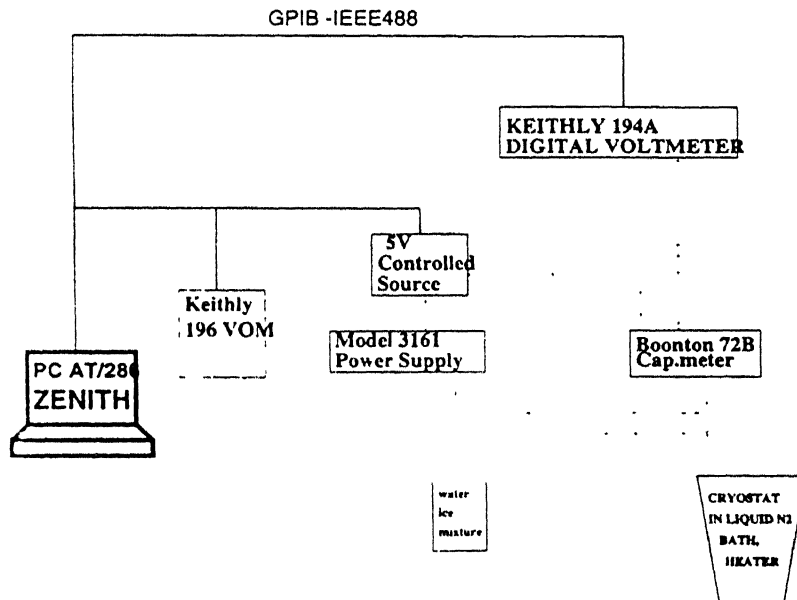 GPIB -IEEE488
KEITHLY 194A
DIGITAL VOLTMETER
5V
Controlled
Source
Keithly
196 VOM
Model 3161
Power Supply
Boonton 72B
Cap.meter
PC AT/286
ZENITH
water
ice
mixture
CRYOSTAT
IN LIQUID N2
BATH,
HEATER